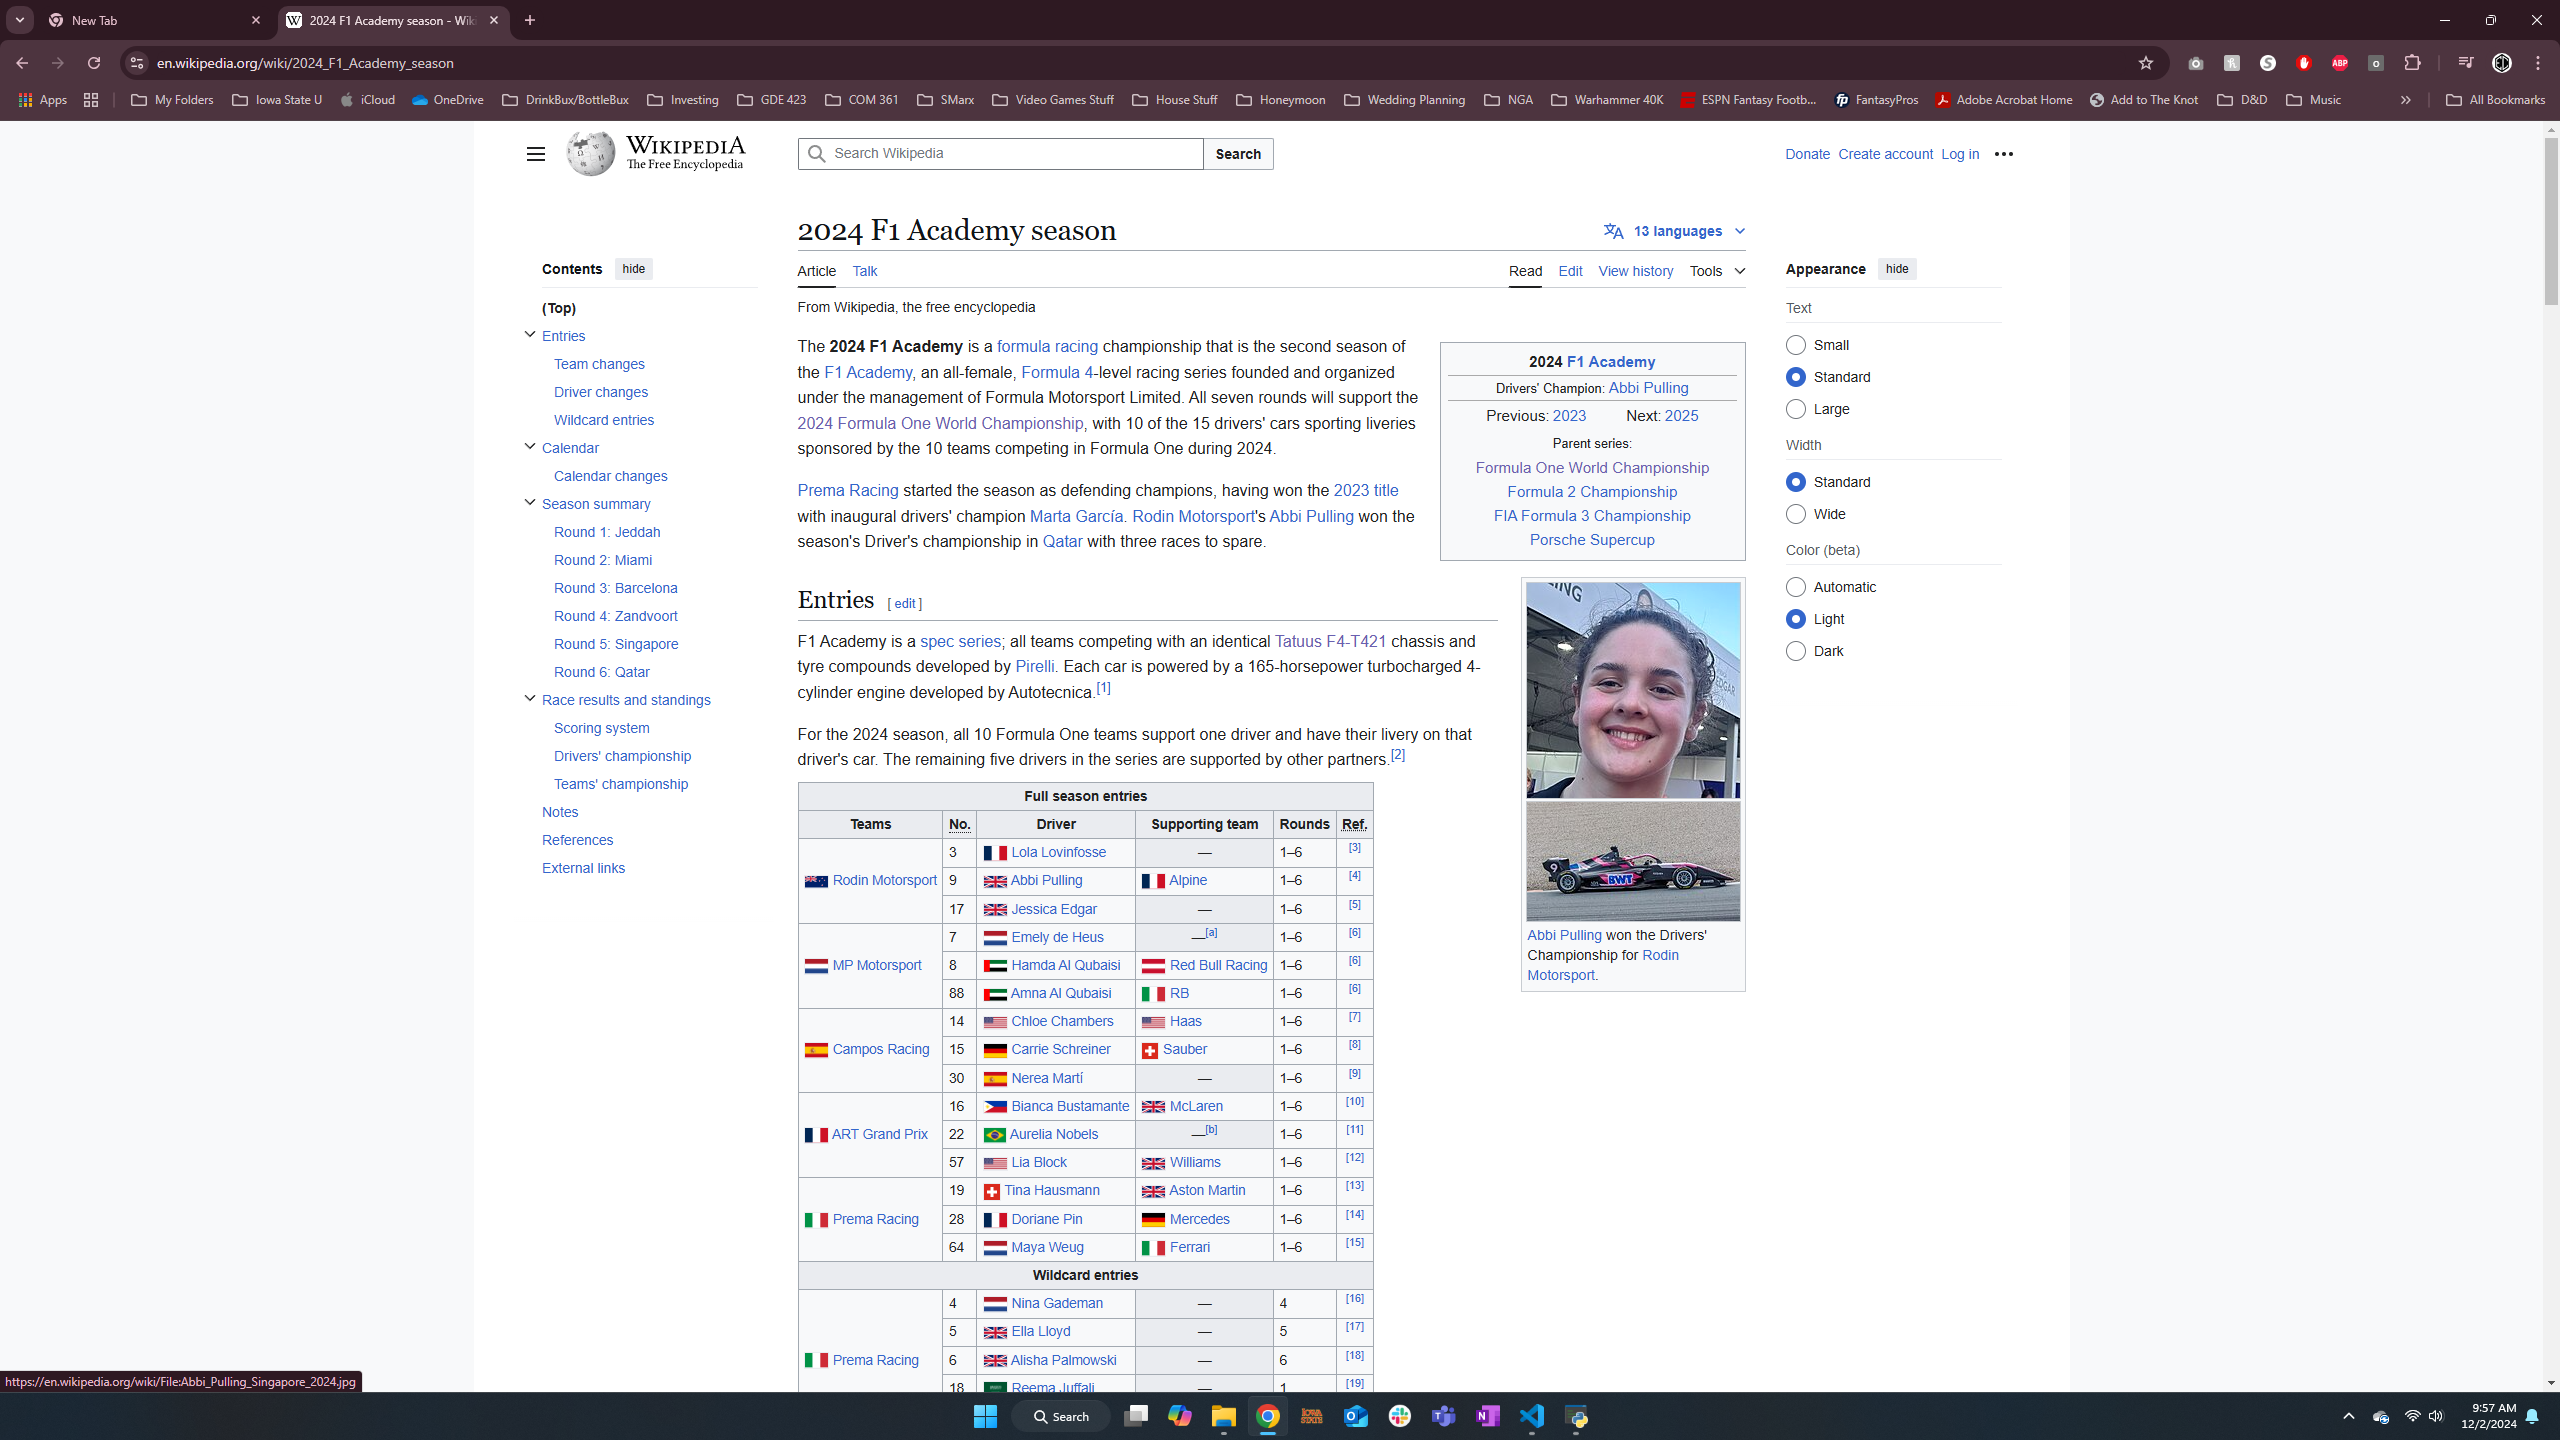 New Tab
2024 F1 Academy season - Wiki
en.wikipedia.org/wiki/2024_F1_Academy_season
Apps My Folders Iowa State U iCloud OneDrive DrinkBux/BottleBux Investing GDE 423 COM 361 SMarx Video Games Stuff House Stuff Honeymoon Wedding Planning NGA Warhammer 40K ESPN Fantasy Footb... FantasyPros Adobe Acrobat Home Add to The Knot D&D Music » All Bookmarks
WIKIPEDIA
The Free Encyclopedia
Search Wikipedia Search
Donate Create account Log in
2024 F1 Academy season
13 languages
Article Talk Read Edit View history Tools
From Wikipedia, the free encyclopedia
Contents hide
(Top)
Entries
Team changes
Driver changes
Wildcard entries
Calendar
Calendar changes
Season summary
Round 1: Jeddah
Round 2: Miami
Round 3: Barcelona
Round 4: Zandvoort
Round 5: Singapore
Round 6: Qatar
Race results and standings
Scoring system
Drivers' championship
Teams' championship
Notes
References
External links
The 2024 F1 Academy is a formula racing championship that is the second season of
the F1 Academy, an all-female, Formula 4-level racing series founded and organized
under the management of Formula Motorsport Limited. All seven rounds will support the
2024 Formula One World Championship, with 10 of the 15 drivers' cars sporting liveries
sponsored by the 10 teams competing in Formula One during 2024.
Prema Racing started the season as defending champions, having won the 2023 title
with inaugural drivers' champion Marta García. Rodin Motorsport's Abbi Pulling won the
season's Driver's championship in Qatar with three races to spare.
2024 F1 Academy
Drivers' Champion: Abbi Pulling
Previous: 2023 Next: 2025
Parent series:
Formula One World Championship
Formula 2 Championship
FIA Formula 3 Championship
Porsche Supercup
Entries [ edit ]
F1 Academy is a spec series; all teams competing with an identical Tatuus F4-T421 chassis and
tyre compounds developed by Pirelli. Each car is powered by a 165-horsepower turbocharged 4-
cylinder engine developed by Autotecnica.[1]
For the 2024 season, all 10 Formula One teams support one driver and have their livery on that
driver's car. The remaining five drivers in the series are supported by other partners.[2]
Full season entries
Teams No. Driver Supporting team Rounds Ref.
Rodin Motorsport
3 Lola Lovinfosse — 1–6 [3]
9 Abbi Pulling Alpine 1–6 [4]
17 Jessica Edgar — 1–6 [5]
MP Motorsport
7 Emely de Heus —[a] 1–6 [6]
8 Hamda Al Qubaisi Red Bull Racing 1–6 [6]
88 Amna Al Qubaisi RB 1–6 [6]
Campos Racing
14 Chloe Chambers Haas 1–6 [7]
15 Carrie Schreiner Sauber 1–6 [8]
30 Nerea Martí — 1–6 [9]
ART Grand Prix
16 Bianca Bustamante McLaren 1–6 [10]
22 Aurelia Nobels —[b] 1–6 [11]
57 Lia Block Williams 1–6 [12]
Prema Racing
19 Tina Hausmann Aston Martin 1–6 [13]
28 Doriane Pin Mercedes 1–6 [14]
64 Maya Weug Ferrari 1–6 [15]
Wildcard entries
Prema Racing
4 Nina Gademan — 4 [16]
5 Ella Lloyd — 5 [17]
6 Alisha Palmowski — 6 [18]
18 Reema Juffali — 1 [19]
EDGAR
9
BWT
Abbi Pulling won the Drivers'
Championship for Rodin
Motorsport.
Appearance hide
Text
Small
Standard
Large
Width
Standard
Wide
Color (beta)
Automatic
Light
Dark
https://en.wikipedia.org/wiki/File:Abbi_Pulling_Singapore_2024.jpg
Search
IOWA
STATE
9:57 AM
12/2/2024